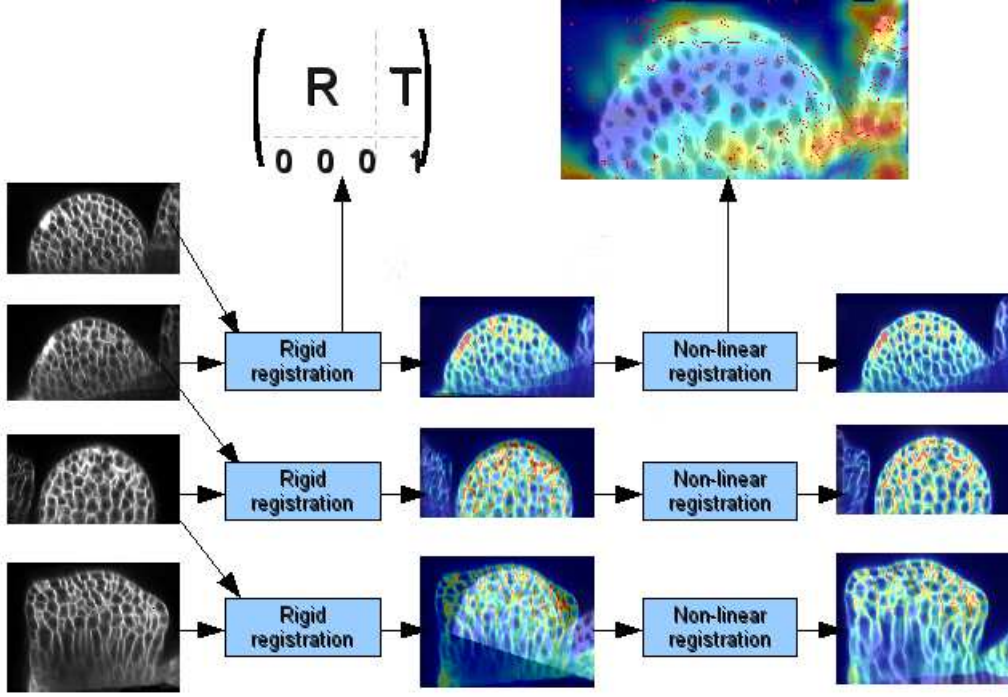 R T
0 0 0 1
Rigid
registration
Non-linear
registration
Rigid
registration
Non-linear
registration
Rigid
registration
Non-linear
registration